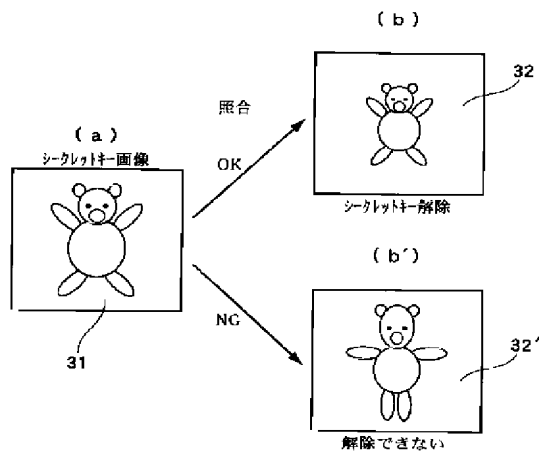 (a)
シークレットキー画像
31
照合
OK
NG
(b)
32
シークレットキー解除
(b′)
32′
解除できない